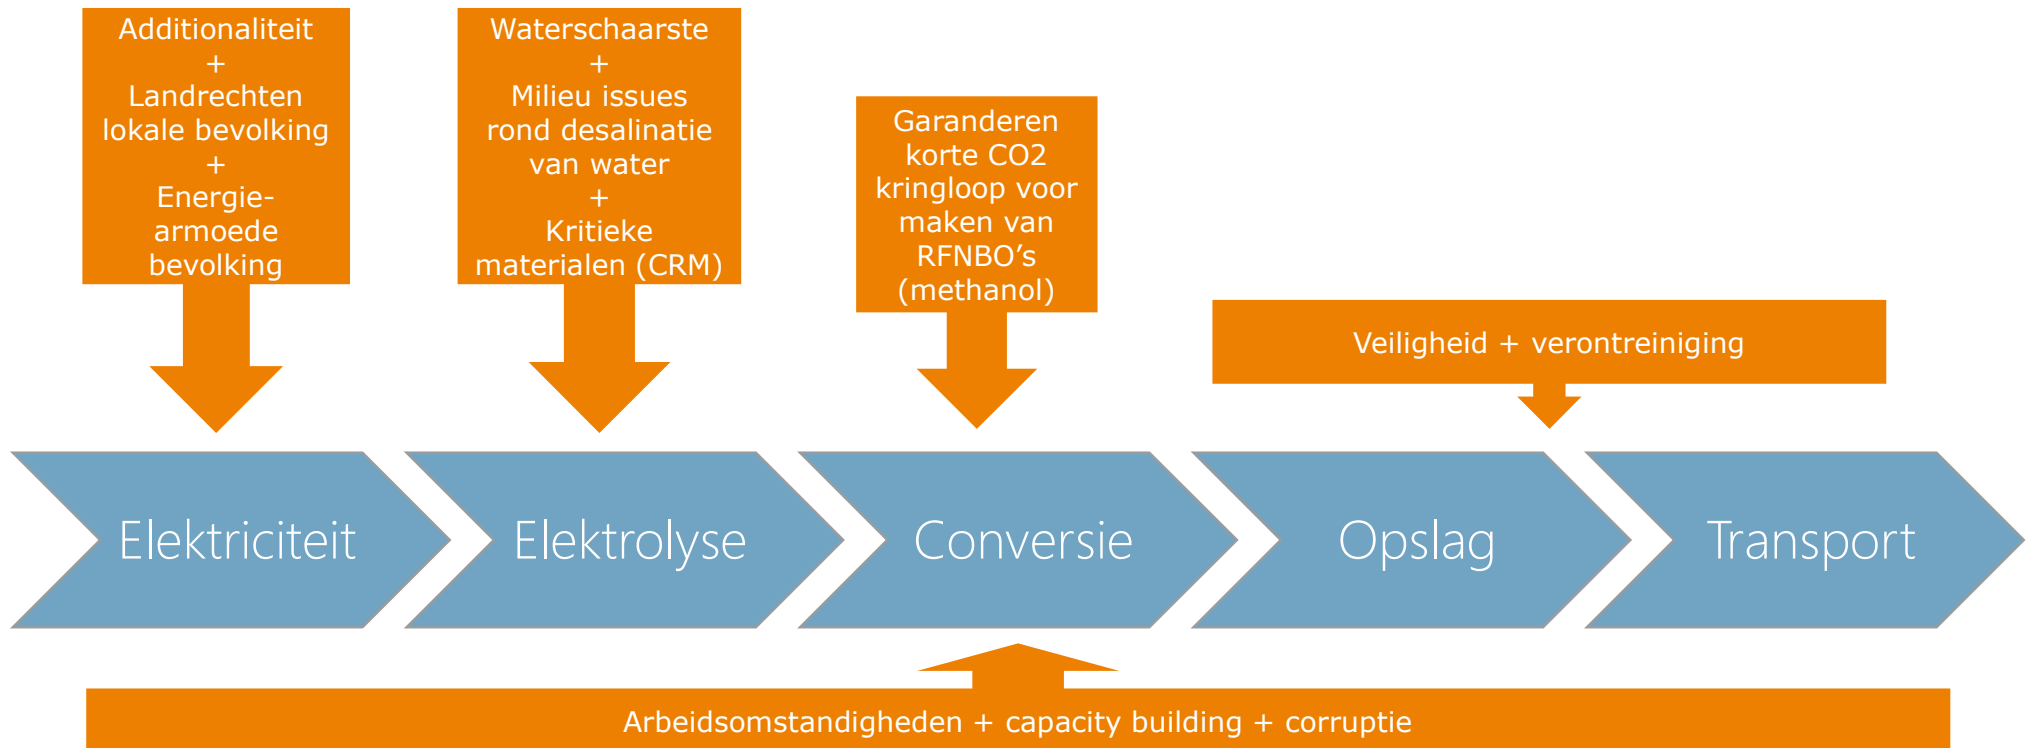 Additionaliteit
+
Landrechten
lokale bevolking
+
Energie-
armoede
bevolking
Waterschaarste
+
Milieu issues
rond desalinatie
van water
+
Kritieke
materialen (CRM)
Garanderen
korte CO2
kringloop voor
maken van
RFNBO’s
(methanol)
Veiligheid + verontreiniging
Elektriciteit
Elektrolyse
Conversie
Opslag
Transport
Arbeidsomstandigheden + capacity building + corruptie